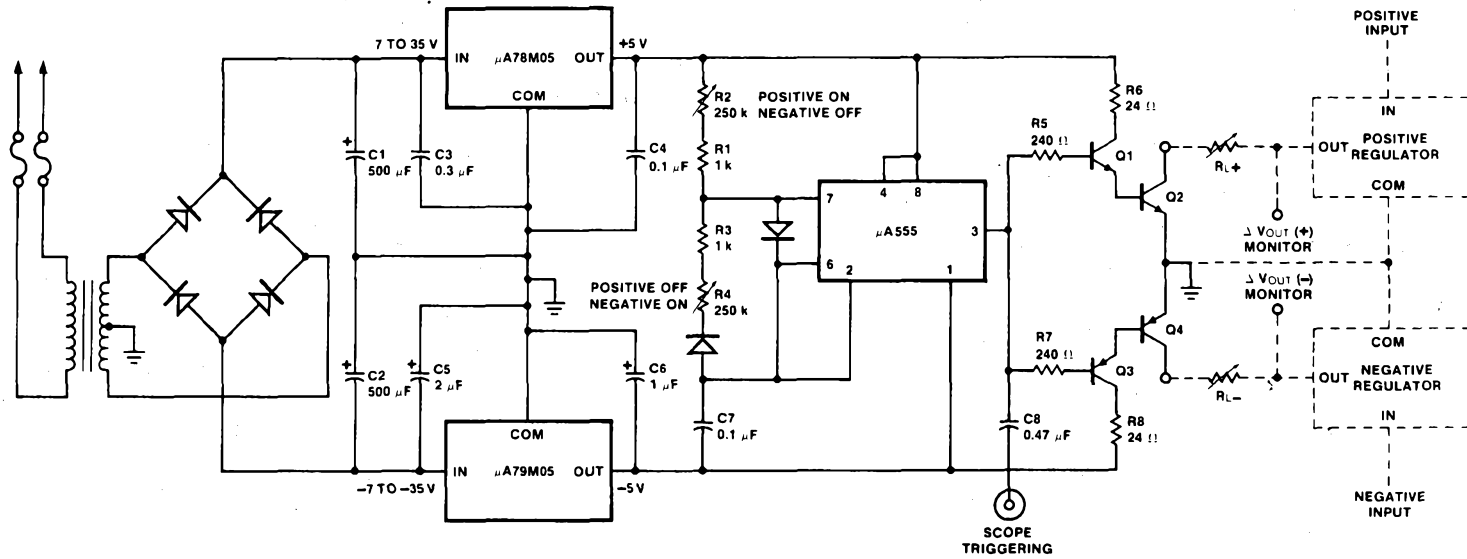 POSITIVE
INPUT
7 TO 35 V
IN
μA78M05
OUT
+5 V
COM
R2
250 k
POSITIVE ON
NEGATIVE OFF
R6
24 Ω
IN
POSITIVE
REGULATOR
OUT
COM
+
C1
500 μF
C3
0.3 μF
C4
0.1 μF
R1
1 k
R5
240 Ω
Q1
RL+
4
8
7
μA555
3
Q2
R3
1 k
6
2
1
Δ VOUT (+)
MONITOR
POSITIVE OFF
NEGATIVE ON
R4
250 k
Δ VOUT (−)
MONITOR
Q4
R7
240 Ω
Q3
COM
NEGATIVE
REGULATOR
OUT
IN
RL−
+
C2
500 μF
+
C5
2 μF
+
C6
1 μF
C7
0.1 μF
C8
0.47 μF
R8
24 Ω
COM
IN
μA79M05
OUT
−7 TO −35 V
−5 V
NEGATIVE
INPUT
SCOPE
TRIGGERING